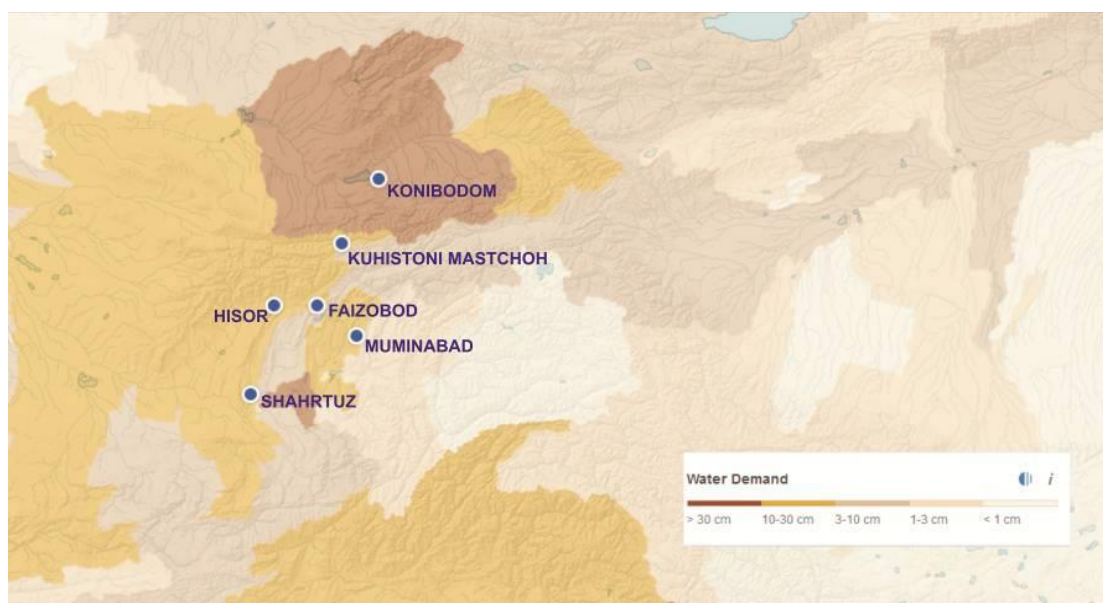 KONIBODOM
KUHISTONI MASTCHOH
HISOR
FAIZOBOD
MUMINABAD
SHAHRTUZ
Water Demand i
> 30 cm 10-30 cm 3-10 cm 1-3 cm < 1 cm